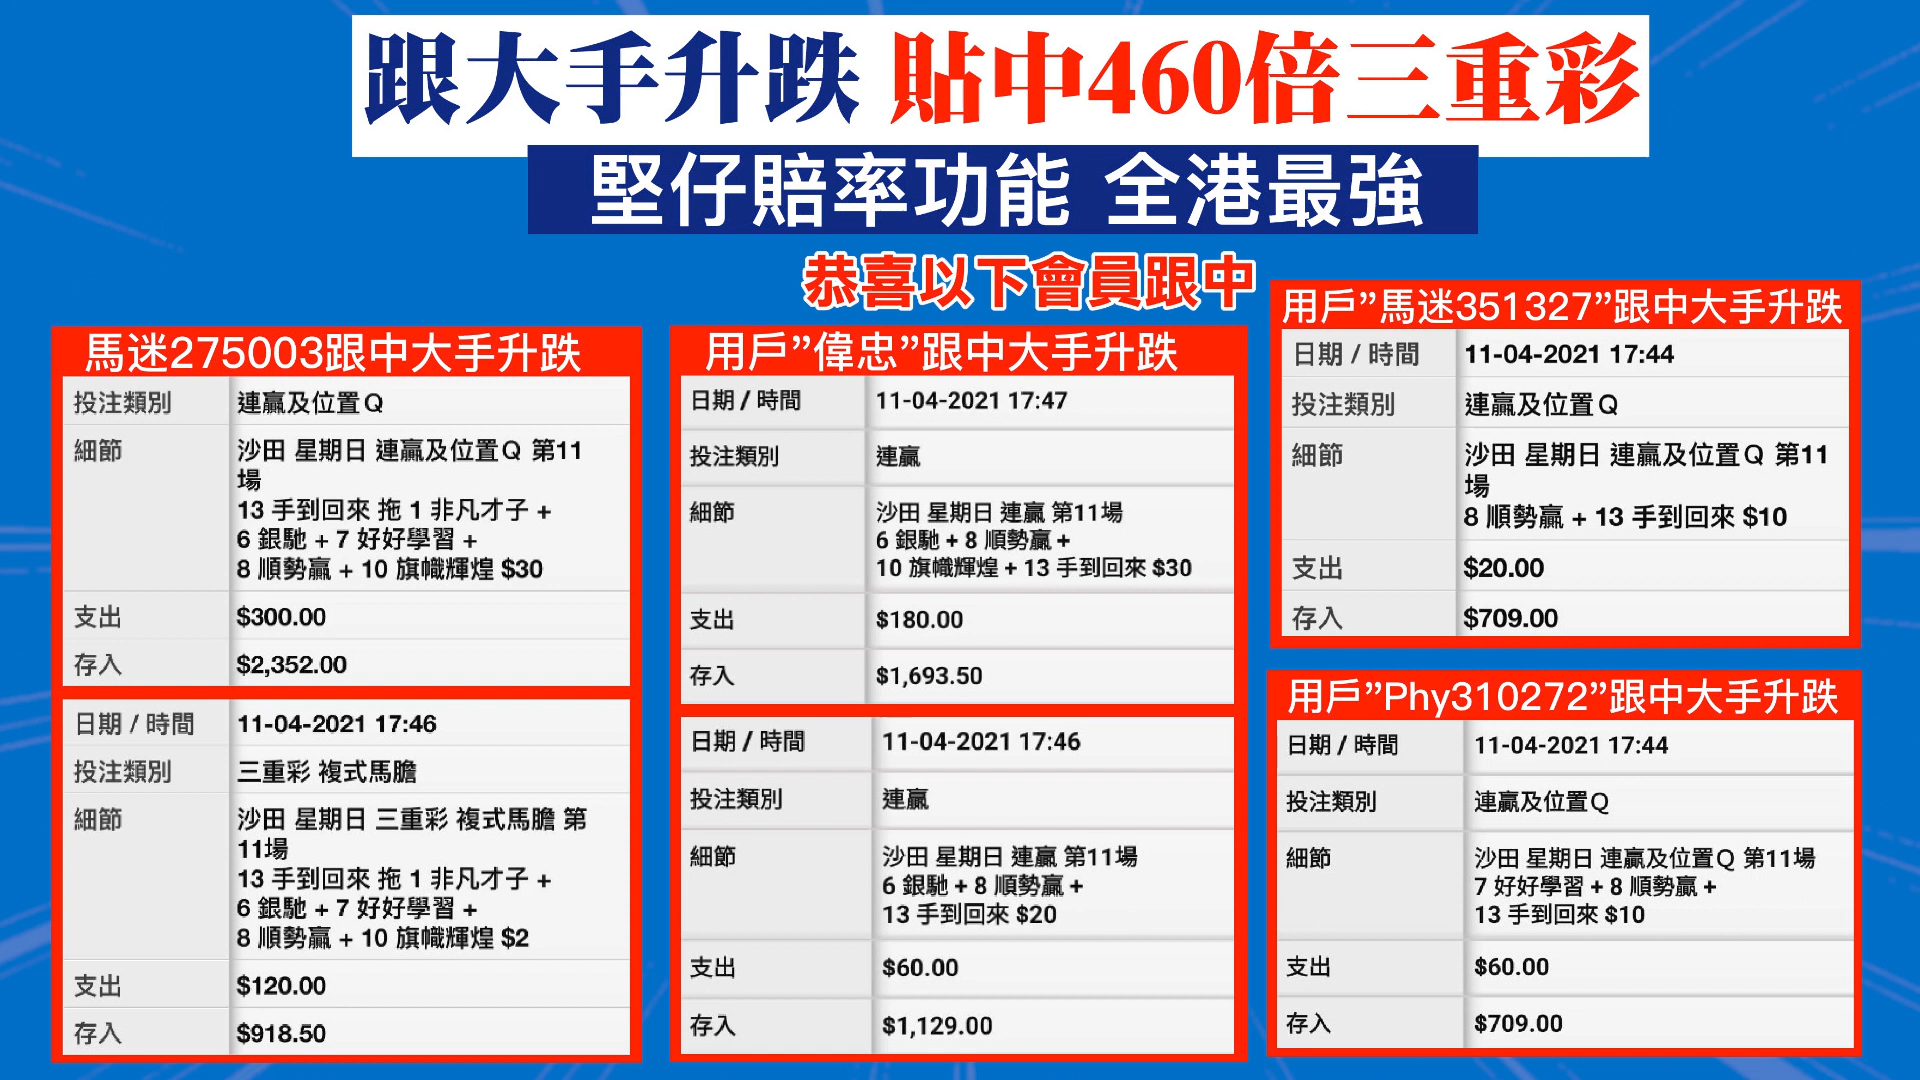 跟大手升跌 貼中460倍三重彩
堅仔賠率功能 全港最強
恭喜以下會員跟中
馬迷275003跟中大手升跌
投注類別 連贏及位置Q
細節 沙田 星期日 連贏及位置Q 第11
場
13 手到回來 拖 1 非凡才子 +
6 銀馳 + 7 好好學習 +
8 順勢贏 + 10 旗幟輝煌 $30
支出 $300.00
存入 $2,352.00
日期 / 時間 11-04-2021 17:46
投注類別 三重彩 複式馬膽
細節 沙田 星期日 三重彩 複式馬膽 第
11場
13 手到回來 拖 1 非凡才子 +
6 銀馳 + 7 好好學習 +
8 順勢贏 + 10 旗幟輝煌 $2
支出 $120.00
存入 $918.50
用戶”偉忠”跟中大手升跌
日期 / 時間 11-04-2021 17:47
投注類別 連贏
細節 沙田 星期日 連贏 第11場
6 銀馳 + 8 順勢贏 +
10 旗幟輝煌 + 13 手到回來 $30
支出 $180.00
存入 $1,693.50
日期 / 時間 11-04-2021 17:46
投注類別 連贏
細節 沙田 星期日 連贏 第11場
6 銀馳 + 8 順勢贏 +
13 手到回來 $20
支出 $60.00
存入 $1,129.00
用戶”馬迷351327”跟中大手升跌
日期 / 時間 11-04-2021 17:44
投注類別 連贏及位置Q
細節 沙田 星期日 連贏及位置Q 第11
場
8 順勢贏 + 13 手到回來 $10
支出 $20.00
存入 $709.00
用戶”Phy310272”跟中大手升跌
日期 / 時間 11-04-2021 17:44
投注類別 連贏及位置Q
細節 沙田 星期日 連贏及位置Q 第11場
7 好好學習 + 8 順勢贏 +
13 手到回來 $10
支出 $60.00
存入 $709.00